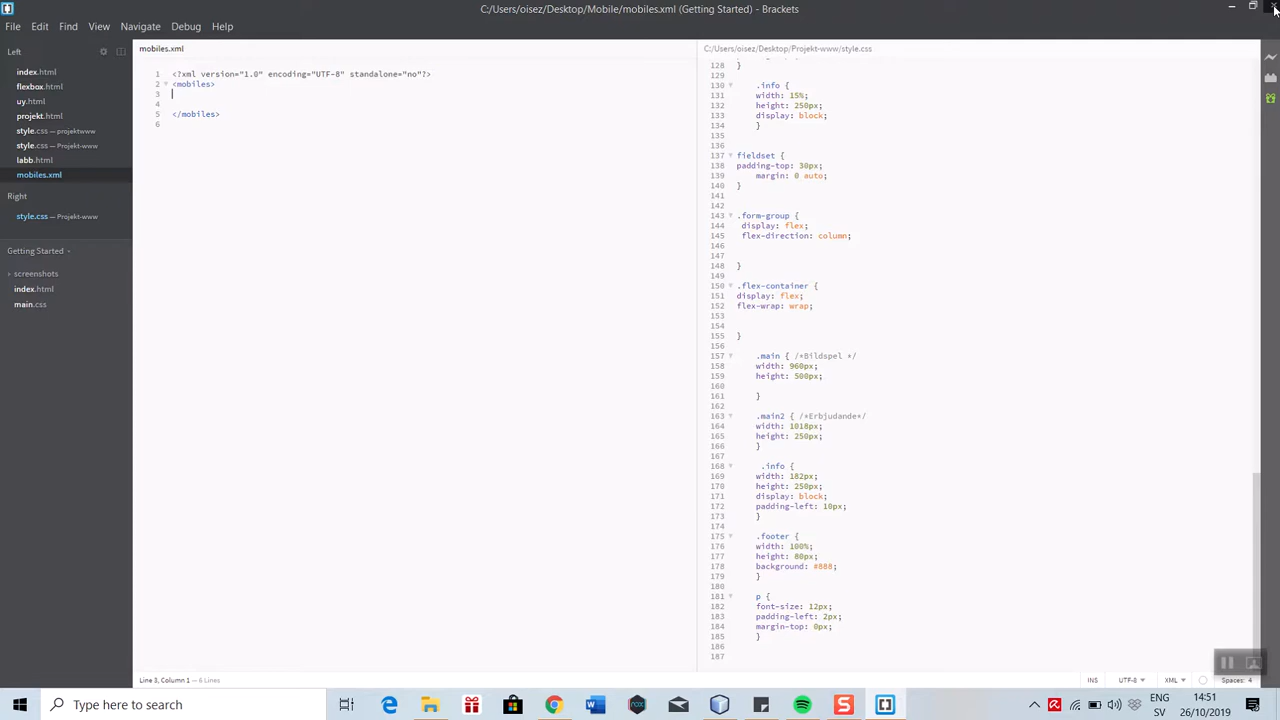 C:/Users/oisez/Desktop/Mobile/mobiles.xml (Getting Started) - Brackets
File Edit Find View Navigate Debug Help
Left
index.html
flexbox.html
uy.html
projekt.html
style.css — Projektwww
style.css — Projekt-www
labb.html
mobiles.xml
Right
style.css — Projekt-www
Getting Started
screenshots
index.html
main.css
mobiles.xml
1 <?xml version="1.0" encoding="UTF-8" standalone="no"?>
2 <mobiles>
3
4
5 </mobiles>
6
C:/Users/oisez/Desktop/Projekt-www/style.css
128 }
129
130 .info {
131 width: 15%;
132 height: 250px;
133 display: block;
134 }
135
136
137 fieldset {
138 padding-top: 30px;
139 margin: 0 auto;
140 }
141
142
143 .form-group {
144 display: flex;
145 flex-direction: column;
146
147
148 }
149
150 .flex-container {
151 display: flex;
152 flex-wrap: wrap;
153
154
155 }
156
157 .main { /*Bildspel */
158 width: 960px;
159 height: 500px;
160
161 }
162
163 .main2 { /*Erbjudande*/
164 width: 1018px;
165 height: 250px;
166 }
167
168 .info {
169 width: 182px;
170 height: 250px;
171 display: block;
172 padding-left: 10px;
173 }
174
175 .footer {
176 width: 100%;
177 height: 80px;
178 background: #888;
179 }
180
181 p {
182 font-size: 12px;
183 padding-left: 2px;
184 margin-top: 0px;
185 }
186
187
Line 3, Column 1 — 6 Lines
INS UTF-8 XML Spaces: 4
Type here to search
ENG
SV
14:51
26/10/2019